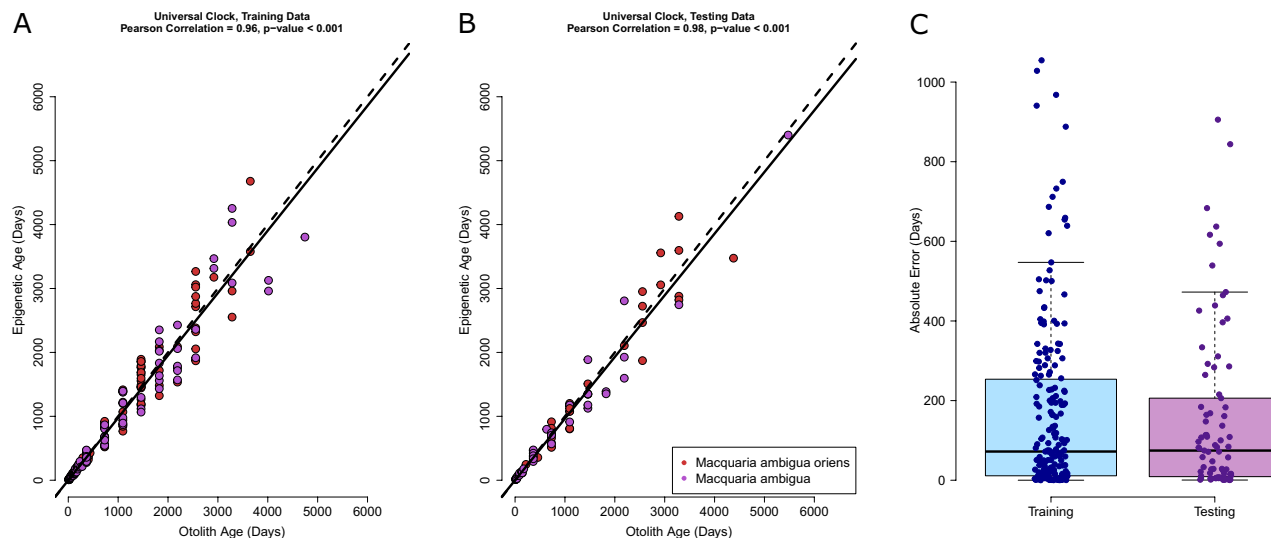 A
Universal Clock, Training Data
Pearson Correlation = 0.96, p−value < 0.001
Epigenetic Age (Days)
6000
5000
4000
3000
2000
1000
0
0 1000 2000 3000 4000 5000 6000
Otolith Age (Days)
B
Universal Clock, Testing Data
Pearson Correlation = 0.98, p−value < 0.001
Epigenetic Age (Days)
6000
5000
4000
3000
2000
1000
0
Macquaria ambigua oriens
Macquaria ambigua
0 1000 2000 3000 4000 5000 6000
Otolith Age (Days)
C
Absolute Error (Days)
1000
800
600
400
200
0
Training Testing